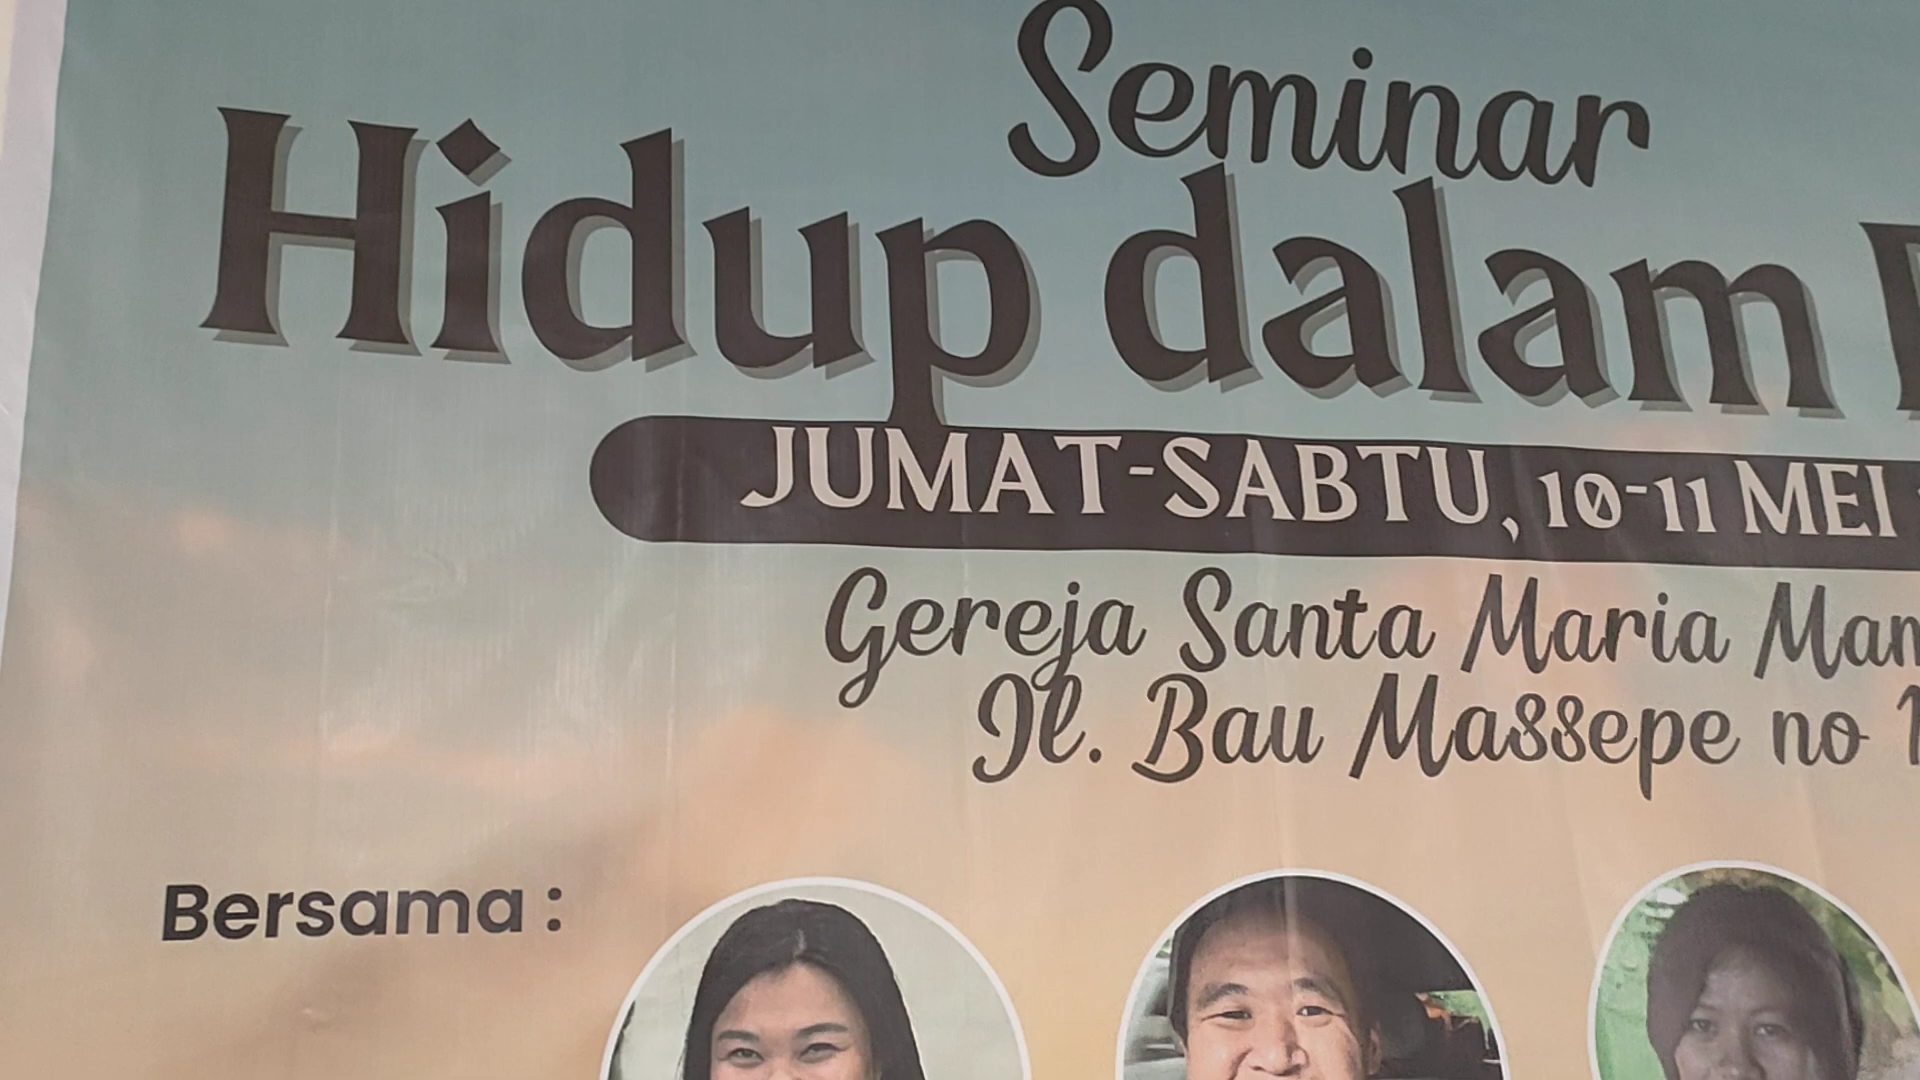 Seminar
Hidup dalam
JUMAT-SABTU, 10-11 MEI
Gereja Santa Maria
Jl. Bau Massepe no
Bersama :